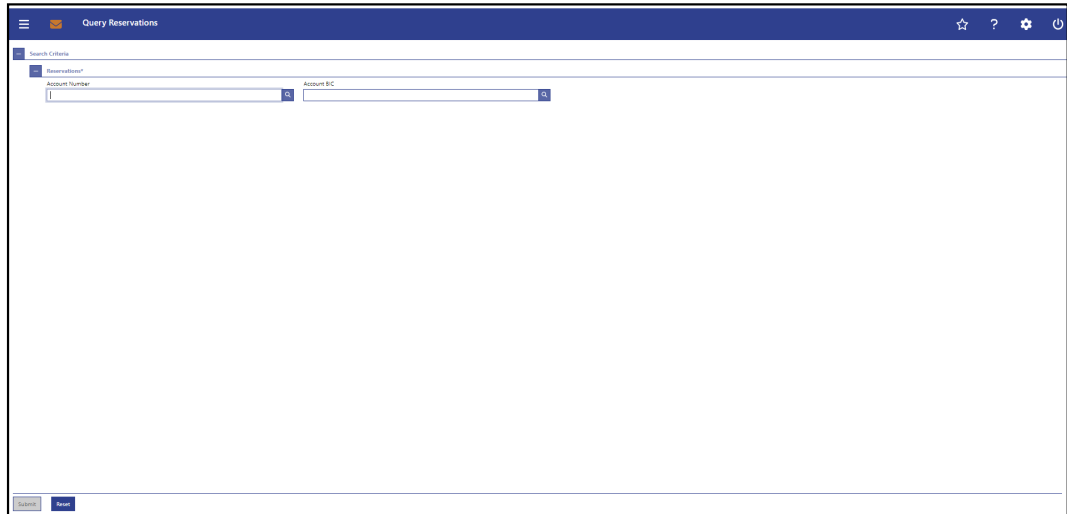 Query Reservations
?
Search Criteria
Reservations*
Account Number
Account BIC
Submit
Reset